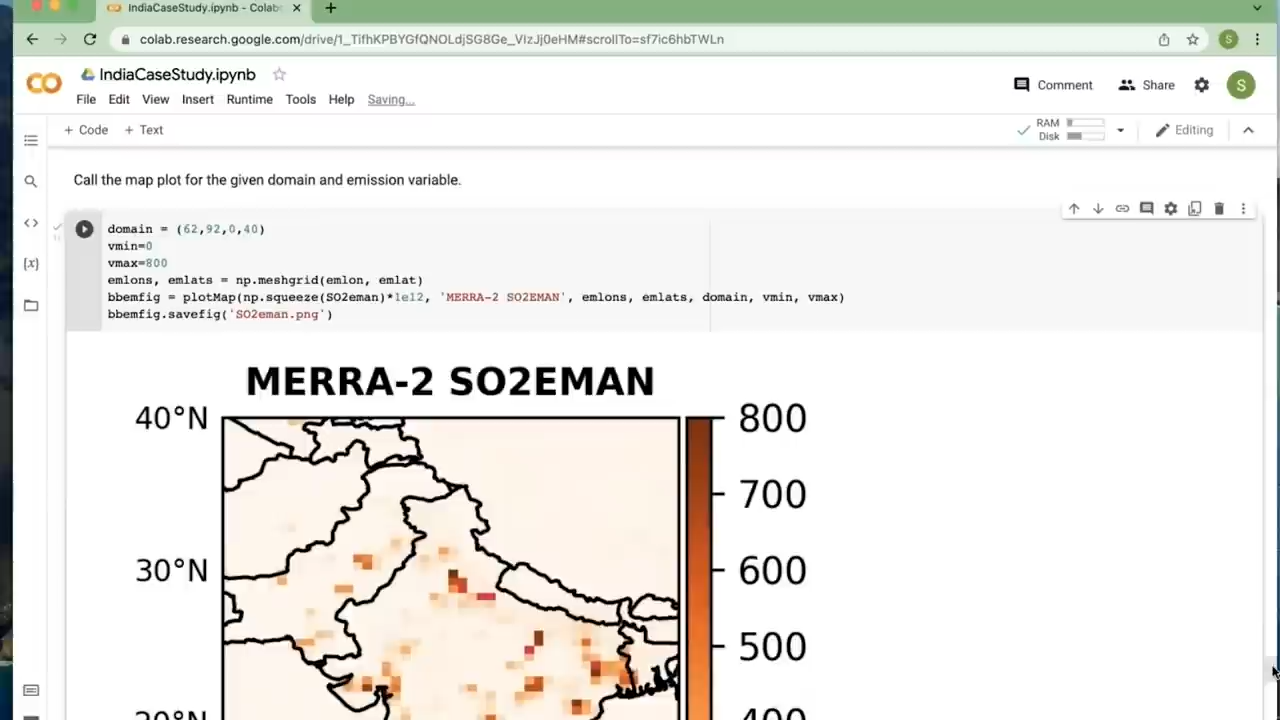 IndiaCaseStudy.ipynb - Colab
colab.research.google.com/drive/1_TifhKPBYGfQNOLdjSG8Ge_VIzJj0eHM#scrollTo=sf7ic6hbTWLn
S
IndiaCaseStudy.ipynb
File Edit View Insert Runtime Tools Help Saving...
Comment Share S
+ Code + Text
RAM
Disk
Editing
Call the map plot for the given domain and emission variable.
domain = (62,92,0,40)
vmin=0
vmax=800
emlons, emlats = np.meshgrid(emlon, emlat)
bbemfig = plotMap(np.squeeze(SO2eman)*1e12, 'MERRA-2 SO2EMAN', emlons, emlats, domain, vmin, vmax)
bbemfig.savefig('SO2eman.png')
MERRA-2 SO2EMAN
40°N
30°N
20°N
800
700
600
500
400